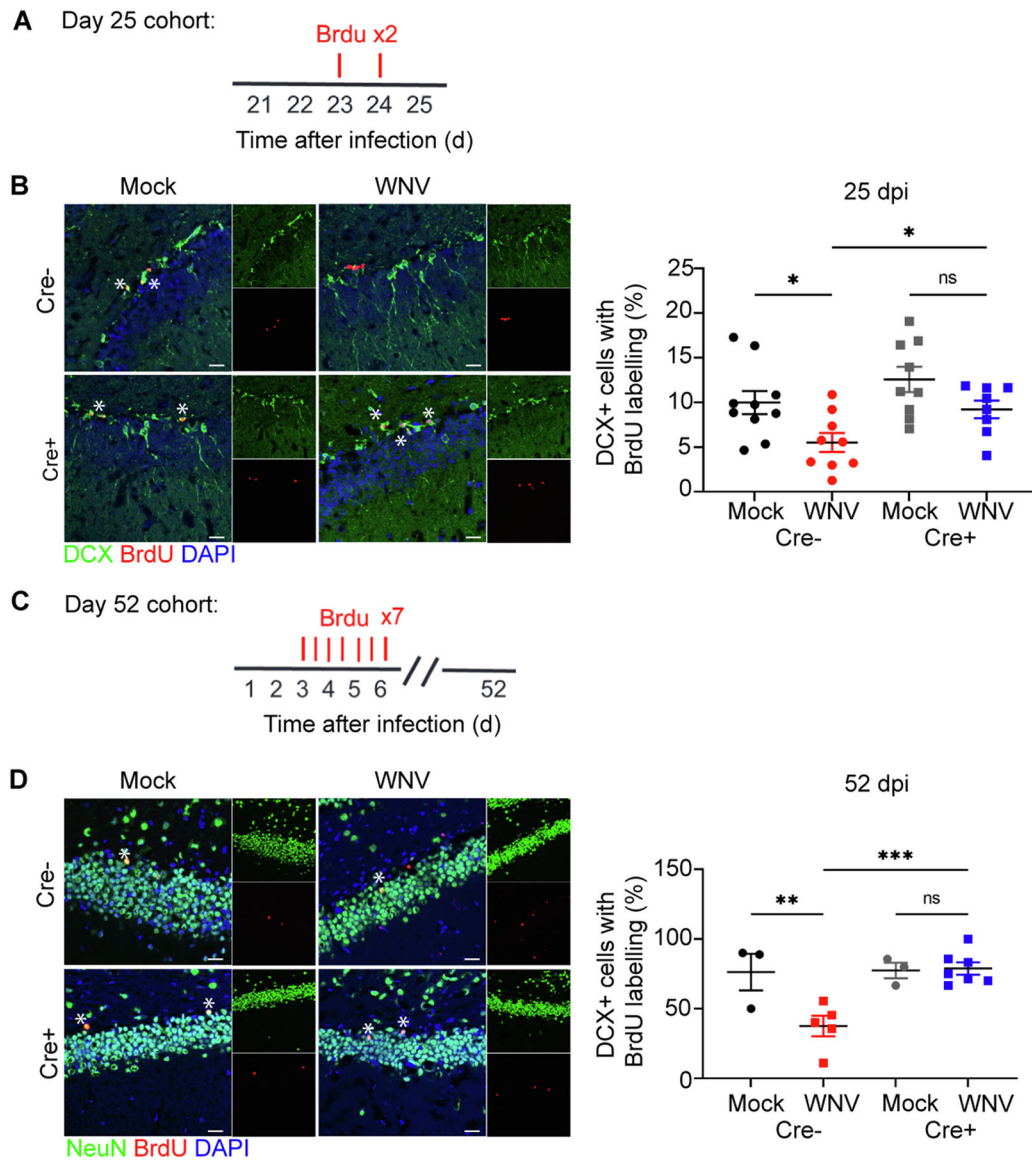 A Day 25 cohort:
Brdu x2
21 22 23 24 25
Time after infection (d)
B Mock WNV
Cre-
* *
Cre+
* * * * *
DCX BrdU DAPI
25 dpi
*
* ns
DCX+ cells with
BrdU labelling (%)
25
20
15
10
5
0
Mock WNV Mock WNV
Cre- Cre+
C Day 52 cohort:
Brdu x7
1 2 3 4 5 6 52
Time after infection (d)
D Mock WNV
Cre-
* *
Cre+
* * * *
NeuN BrdU DAPI
52 dpi
***
** ns
DCX+ cells with
BrdU labelling (%)
150
100
50
0
Mock WNV Mock WNV
Cre- Cre+